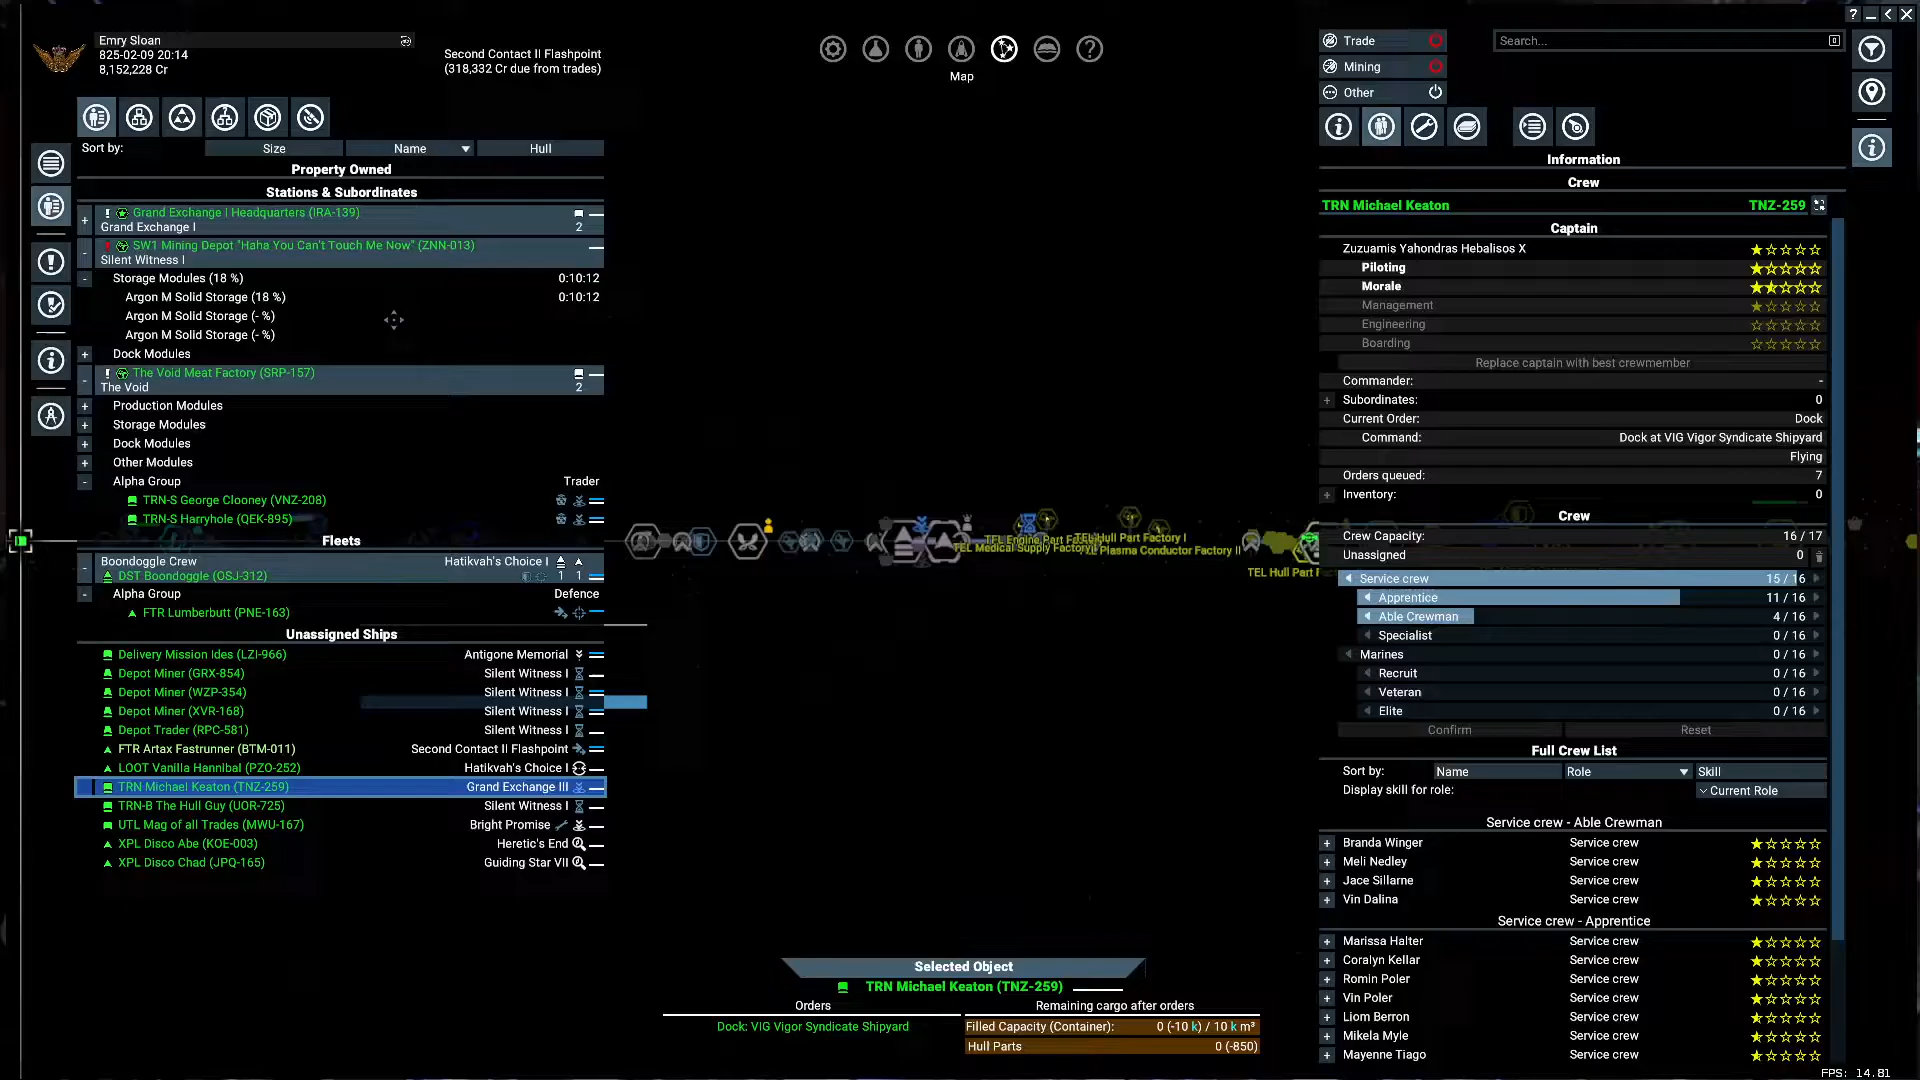 Emry Sloan
825-02-09 20:14
8,152,228 Cr
Second Contact II Flashpoint
(318,332 Cr due from trades)
Map
Sort by:
Size
Name
Hull
Property Owned
Stations & Subordinates
+ ! Grand Exchange I Headquarters (IRA-139)
Grand Exchange I 2
- ! SW1 Mining Depot "Haha You Can't Touch Me Now" (ZNN-013)
Silent Witness I
- Storage Modules (18 %) 0:10:12
Argon M Solid Storage (18 %) 0:10:12
Argon M Solid Storage (- %)
Argon M Solid Storage (- %)
+ Dock Modules
- ! The Void Meat Factory (SRP-157)
The Void 2
+ Production Modules
+ Storage Modules
+ Dock Modules
+ Other Modules
- Alpha Group Trader
TRN-S George Clooney (VNZ-208)
TRN-S Harryhole (QEK-895)
Fleets
- Boondoggle Crew Hatikvah's Choice I
DST Boondoggle (OSJ-312) 1 1
- Alpha Group Defence
FTR Lumberbutt (PNE-163)
Unassigned Ships
Delivery Mission Ides (LZI-966) Antigone Memorial
Depot Miner (GRX-854) Silent Witness I
Depot Miner (WZP-354) Silent Witness I
Depot Miner (XVR-168) Silent Witness I
Depot Trader (RPC-581) Silent Witness I
FTR Artax Fastrunner (BTM-011) Second Contact II Flashpoint
LOOT Vanilla Hannibal (PZO-252) Hatikvah's Choice I
TRN Michael Keaton (TNZ-259) Grand Exchange III
TRN-B The Hull Guy (UOR-725) Silent Witness I
UTL Mag of all Trades (MWU-167) Bright Promise
XPL Disco Abe (KOE-003) Heretic's End
XPL Disco Chad (JPQ-165) Guiding Star VII
TEL Hull Part Factory I
TEL Medical Supply Factory
Plasma Conductor Factory II
TEL Hull Part F
Selected Object
TRN Michael Keaton (TNZ-259)
Orders
Dock: VIG Vigor Syndicate Shipyard
Remaining cargo after orders
Filled Capacity (Container): 0 (-10 k) / 10 k m³
Hull Parts 0 (-850)
? _ < X
Trade
Mining
Other
Search...
Information
Crew
TRN Michael Keaton TNZ-259
Captain
Zuzuamis Yahondras Hebalisos X
Piloting
Morale
Management
Engineering
Boarding
Replace captain with best crewmember
Commander: -
+ Subordinates: 0
Current Order: Dock
Command: Dock at VIG Vigor Syndicate Shipyard
Flying
Orders queued: 7
+ Inventory: 0
Crew
Crew Capacity: 16 / 17
Unassigned 0
Service crew 15 / 16
Apprentice 11 / 16
Able Crewman 4 / 16
Specialist 0 / 16
Marines 0 / 16
Recruit 0 / 16
Veteran 0 / 16
Elite 0 / 16
Confirm
Reset
Full Crew List
Sort by: Name Role Skill
Display skill for role: Current Role
Service crew - Able Crewman
+ Branda Winger Service crew
+ Meli Nedley Service crew
+ Jace Sillarne Service crew
+ Vin Dalina Service crew
Service crew - Apprentice
+ Marissa Halter Service crew
+ Coralyn Kellar Service crew
+ Romin Poler Service crew
+ Vin Poler Service crew
+ Liom Berron Service crew
+ Mikela Myle Service crew
+ Mayenne Tiago Service crew
FPS: 14.81